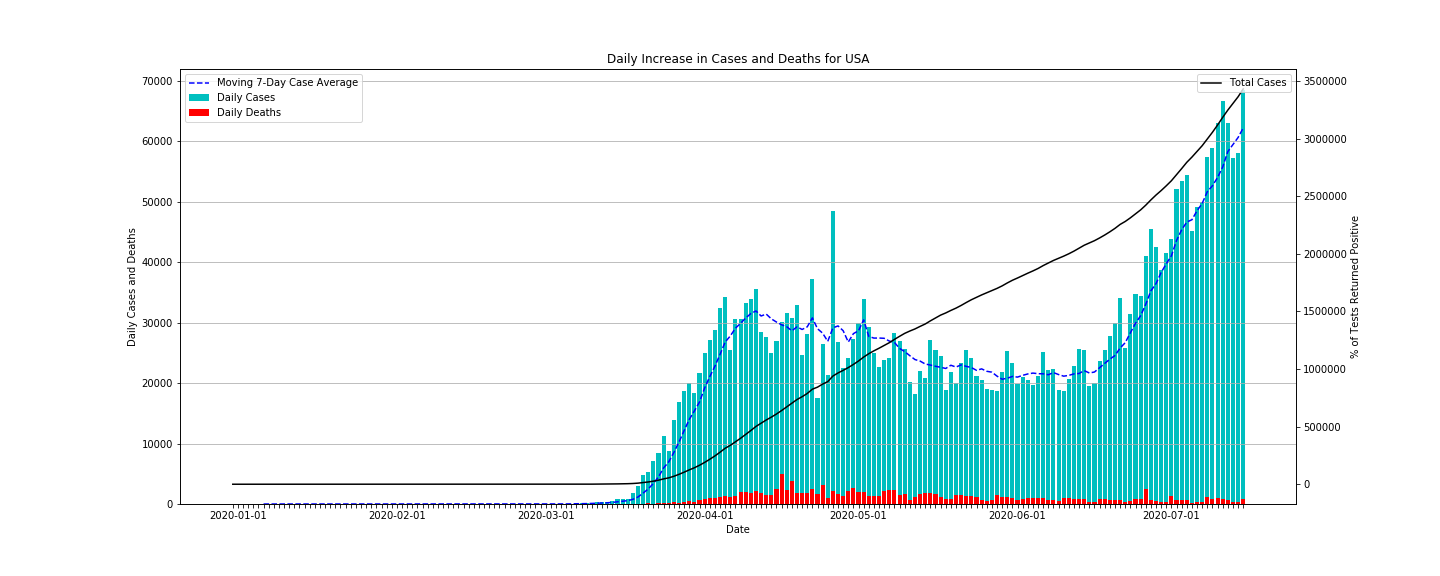 Daily Increase in Cases and Deaths for USA
Moving 7-Day Case Average
Daily Cases
Daily Deaths
Total Cases
70000
60000
50000
40000
30000
20000
10000
0
Daily Cases and Deaths
3500000
3000000
2500000
2000000
1500000
1000000
500000
0
% of Tests Returned Positive
2020-01-01 2020-02-01 2020-03-01 2020-04-01 2020-05-01 2020-06-01 2020-07-01
Date